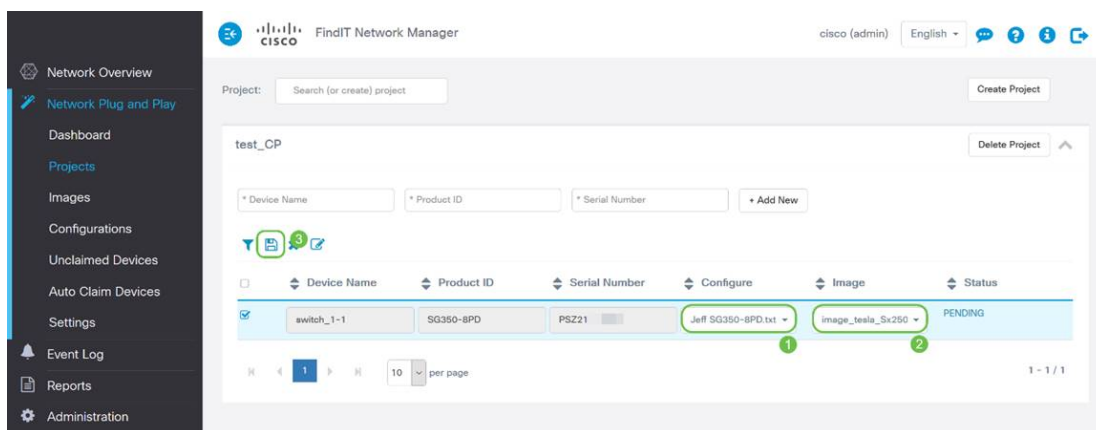 CISCO FindIT Network Manager
cisco (admin) English
Network Overview
Network Plug and Play
Dashboard
Projects
Images
Configurations
Unclaimed Devices
Auto Claim Devices
Settings
Event Log
Reports
Administration
Project: Search (or create) project Create Project
test_CP Delete Project
* Device Name * Product ID * Serial Number + Add New
3
Device Name Product ID Serial Number Configure Image Status
switch_1-1 SG350-8PD PSZ21 Jeff SG350-8PD.txt image_tesla_Sx250 PENDING
1 2
1 10 per page 1 - 1 / 1